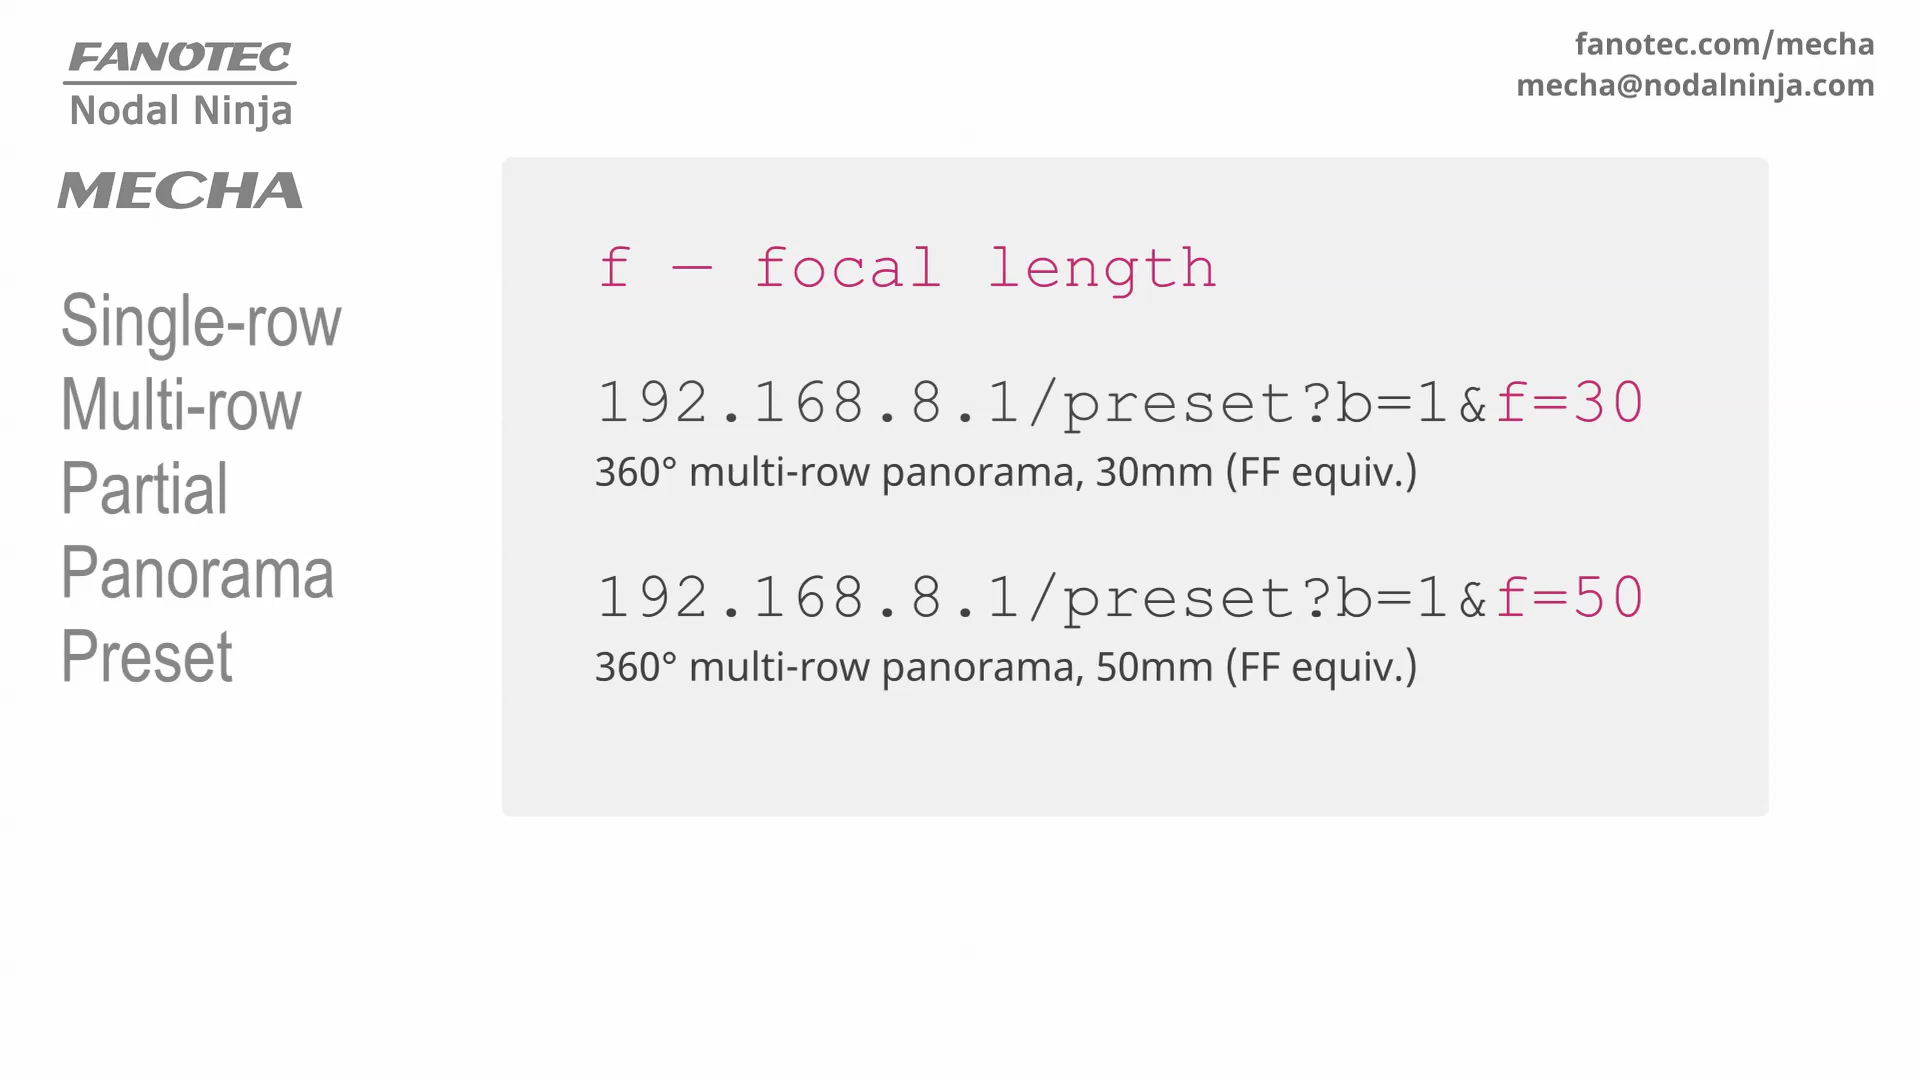 FANOTEC
Nodal Ninja
MECHA
fanotec.com/mecha
mecha@nodalninja.com
Single-row
Multi-row
Partial
Panorama
Preset
f — focal length
192.168.8.1/preset?b=1&f=30
360° multi-row panorama, 30mm (FF equiv.)
192.168.8.1/preset?b=1&f=50
360° multi-row panorama, 50mm (FF equiv.)